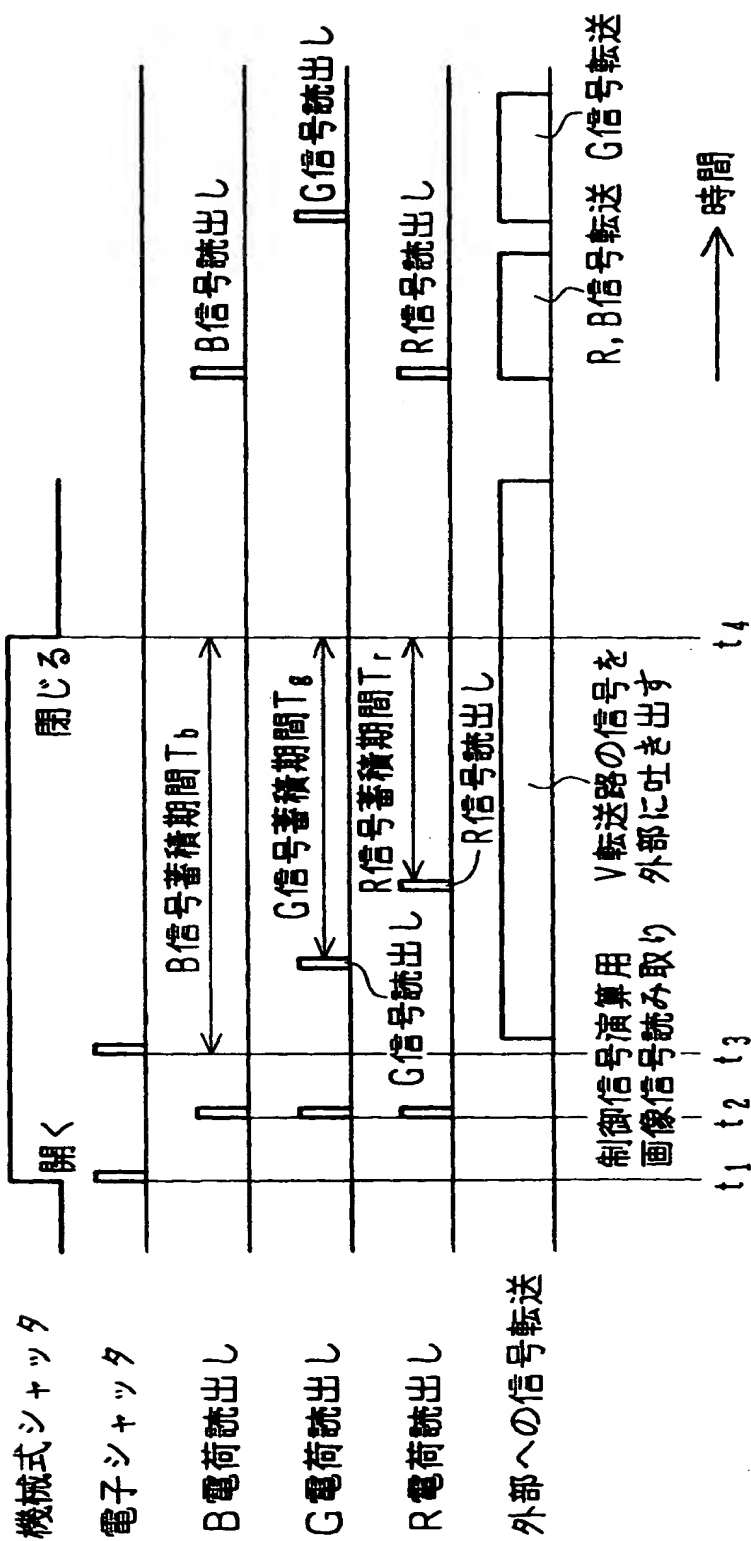 機械式シャッタ
開く
閉じる
電子シャッタ
B電荷読出し
B信号蓄積期間Tb
B信号読出し
G電荷読出し
G信号蓄積期間Tg
G信号読出し
G信号読出し
R電荷読出し
R信号蓄積期間Tr
R信号読出し
R信号読出し
外部への信号転送
制御信号演算用
画像信号読み取り
V転送路の信号を
外部に吐き出す
R,B信号転送
G信号転送
t1
t2
t3
t4
時間